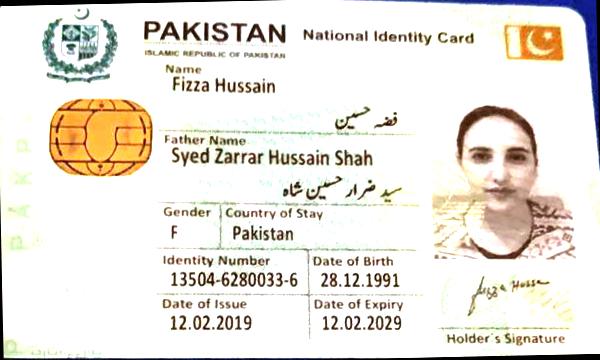 PAKISTAN National Identity Card
ISLAMIC REPUBLIC OF PAKISTAN
Name
Fizza Hussain
فضہ حسین
Father Name
Syed Zarrar Hussain Shah
سید ضرار حسین شاہ
Gender Country of Stay
F Pakistan
Identity Number Date of Birth
13504-6280033-6 28.12.1991
Date of Issue Date of Expiry
12.02.2019 12.02.2029
Fizza Hussa
Holder's Signature